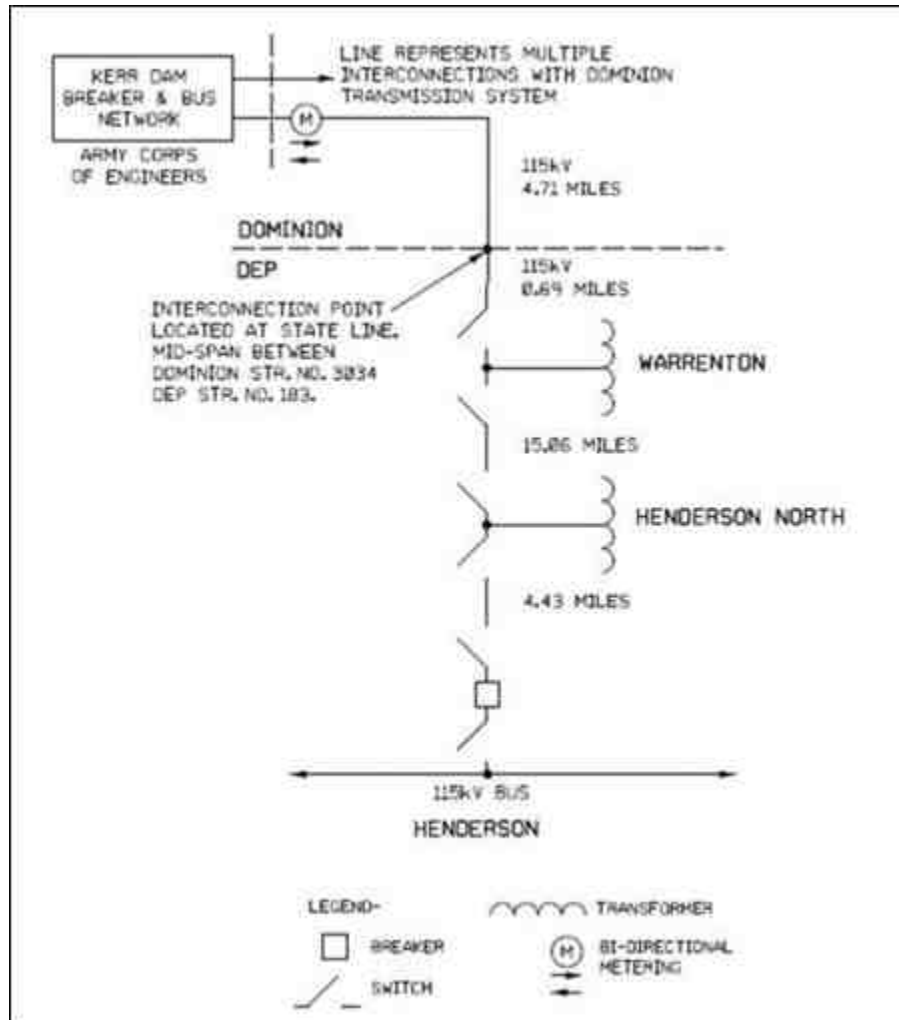 KERR DAM
BREAKER & BUS
NETWORK
ARMY CORPS
OF ENGINEERS
LINE REPRESENTS MULTIPLE
INTERCONNECTIONS WITH DOMINION
TRANSMISSION SYSTEM
M
115kV
4.71 MILES
DOMINION
DEP
115kV
0.69 MILES
INTERCONNECTION POINT
LOCATED AT STATE LINE.
MID-SPAN BETWEEN
DOMINION STR. NO. 3034
DEP STR. NO. 183.
WARRENTON
15.06 MILES
HENDERSON NORTH
4.43 MILES
115kV BUS
HENDERSON
LEGEND-
TRANSFORMER
BREAKER
M
BI-DIRECTIONAL
METERING
SWITCH